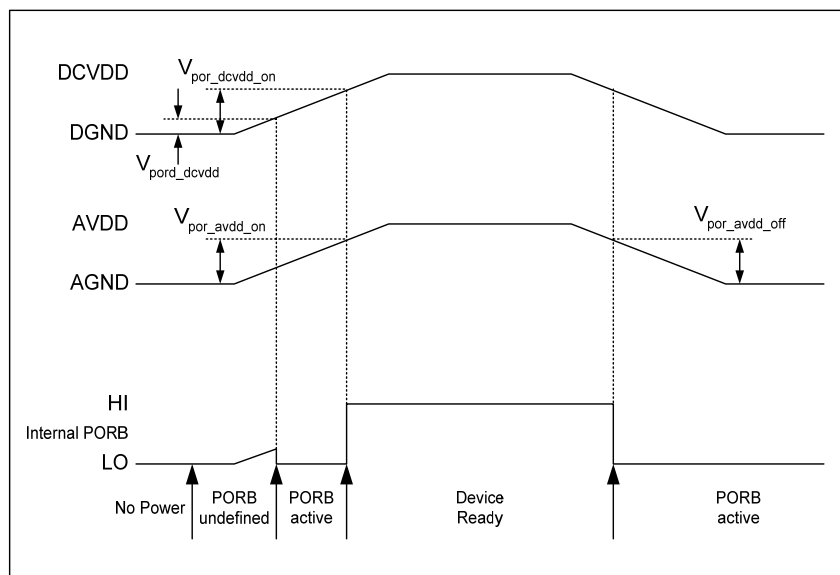 DCVDD
Vpor_dcvdd_on
DGND
Vpord_dcvdd
AVDD
Vpor_avdd_on
Vpor_avdd_off
AGND
HI
Internal PORB
LO
No Power
PORB
undefined
PORB
active
Device
Ready
PORB
active